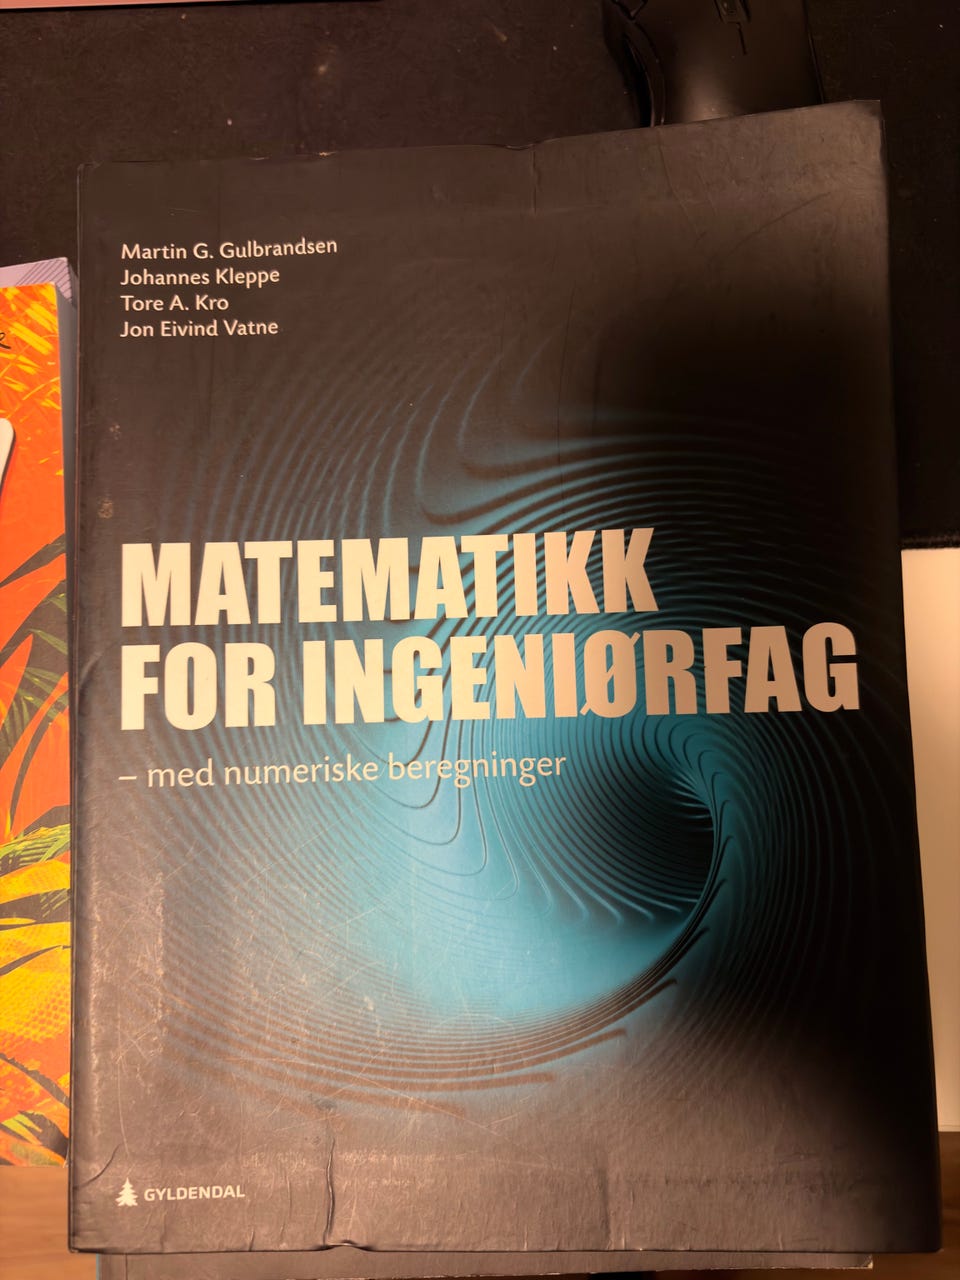 Martin G. Gulbrandsen
Johannes Kleppe
Tore A. Kro
Jon Eivind Vatne
MATEMATIKK
FOR INGENIØRFAG
– med numeriske beregninger
GYLDENDAL